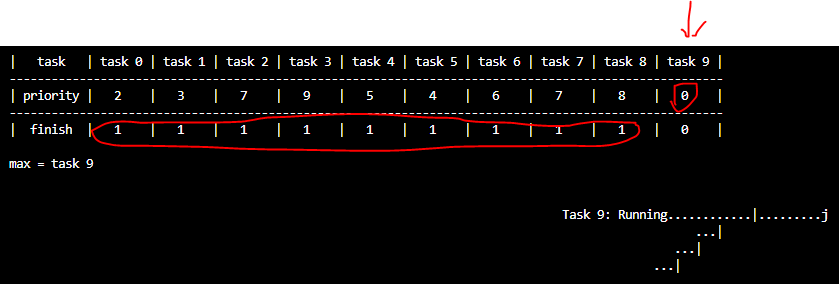 | task | task 0 | task 1 | task 2 | task 3 | task 4 | task 5 | task 6 | task 7 | task 8 | task 9 |
--------------------------------------------------------------------------------
| priority | 2 | 3 | 7 | 9 | 5 | 4 | 6 | 7 | 8 | 0 |
--------------------------------------------------------------------------------
| finish | 1 | 1 | 1 | 1 | 1 | 1 | 1 | 1 | 1 | 0 |
max = task 9
Task 9: Running............|.........j
...|
...|
...|